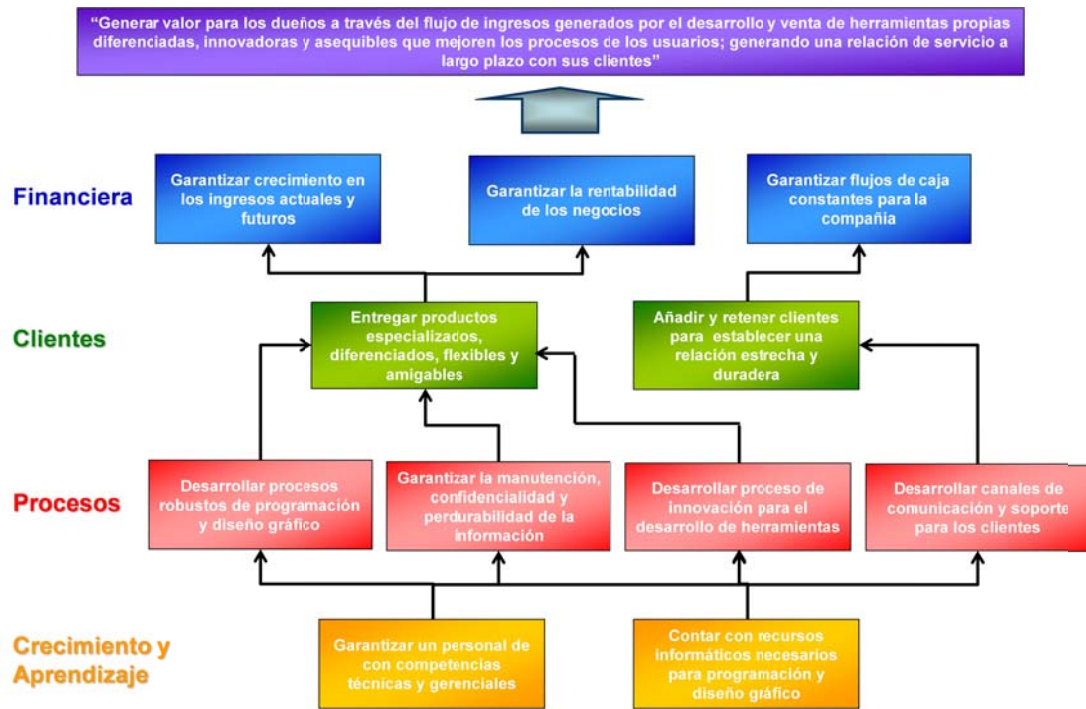 “Generar valor para los dueños a través del flujo de ingresos generados por el desarrollo y venta de herramientas propias
diferenciadas, innovadoras y asequibles que mejoren los procesos de los usuarios; generando una relación de servicio a
largo plazo con sus clientes”
Financiera
Garantizar crecimiento en
los ingresos actuales y
futuros
Garantizar la rentabilidad
de los negocios
Garantizar flujos de caja
constantes para la
compañia
Clientes
Entregar productos
especializados,
diferenciados, flexibles y
amigables
Añadir y retener clientes
para establecer una
relación estrecha y
duradera
Procesos
Desarrollar procesos
robustos de programación
y diseño gráfico
Garantizar la manutención,
confidencialidad y
perdurabilidad de la
información
Desarrollar proceso de
innovación para el
desarrollo de herramientas
Desarrollar canales de
comunicación y soporte
para los clientes
Crecimiento y
Aprendizaje
Garantizar un personal de
con competencias
técnicas y gerenciales
Contar con recursos
informáticos necesarios
para programación y
diseño gráfico